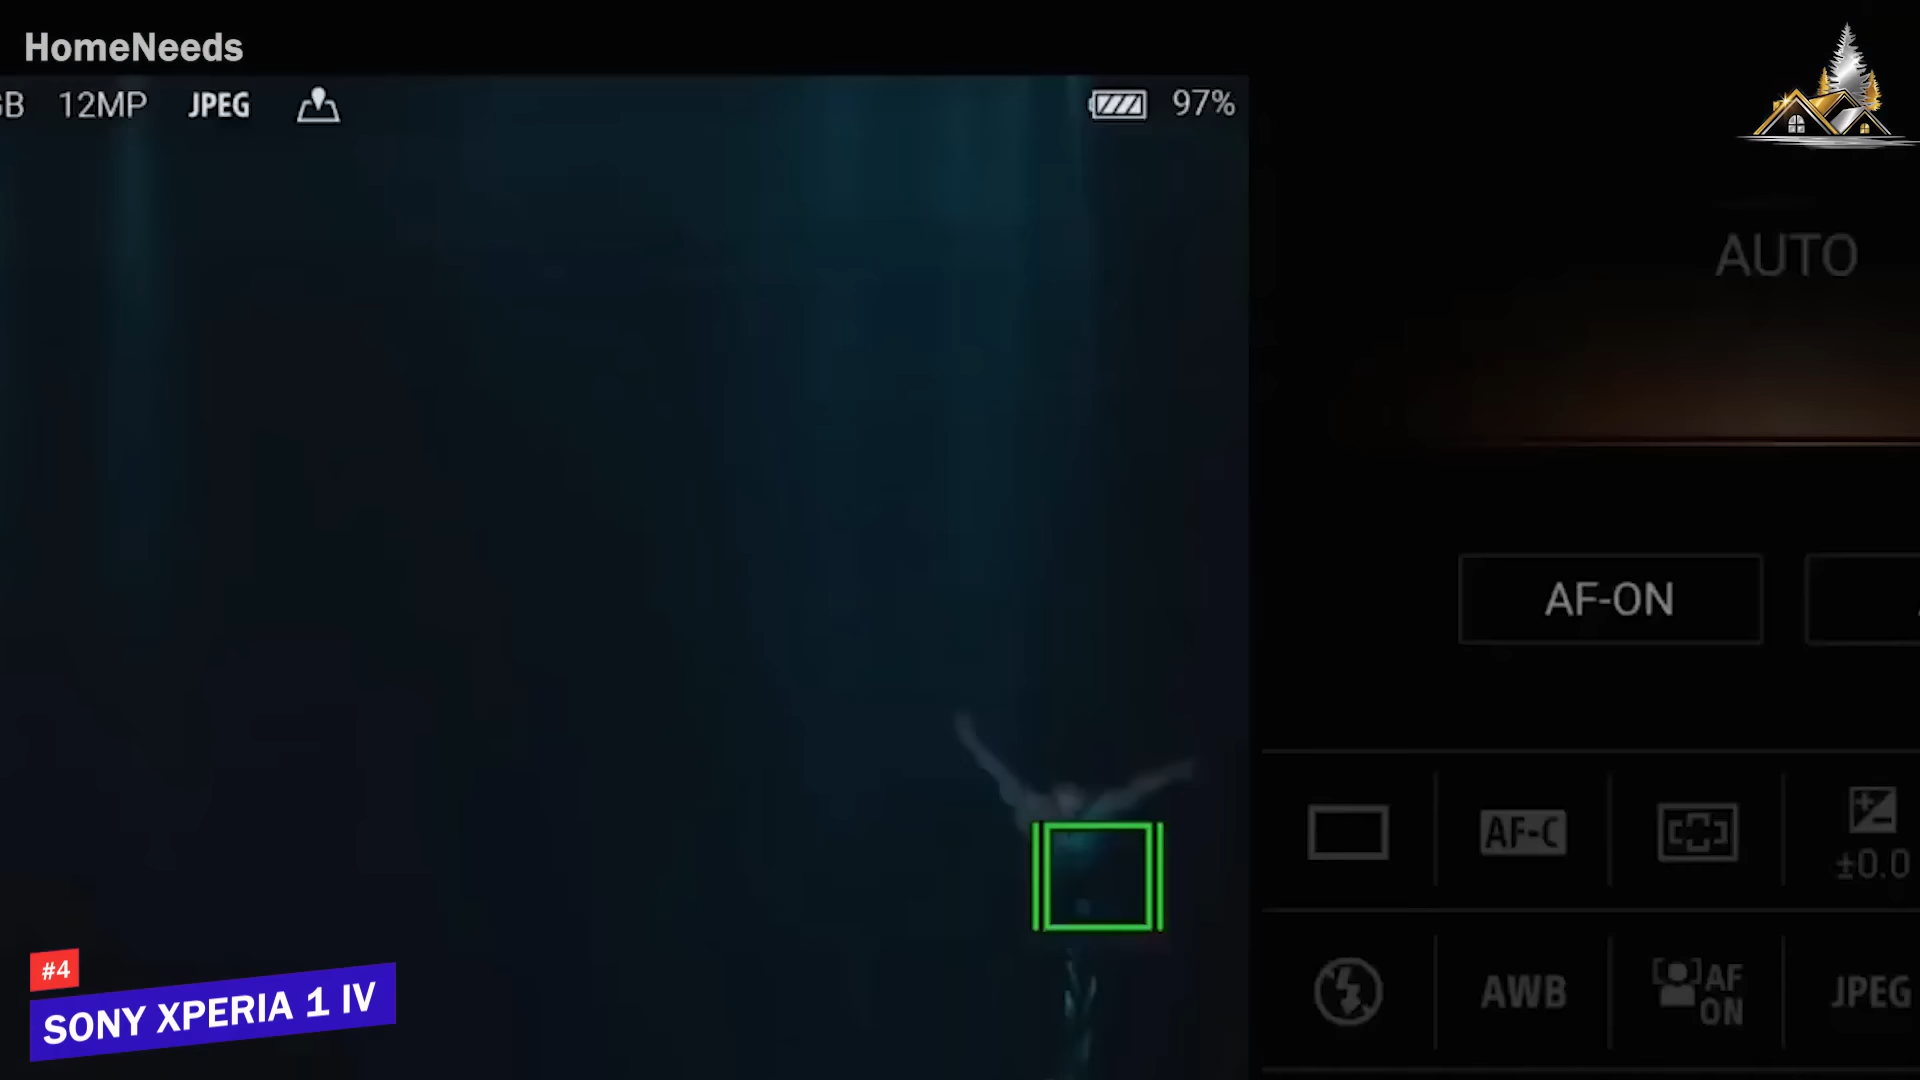 HomeNeeds
GB 12MP JPEG 97%
AUTO
AF-ON
AF-C
±0.0
AWB
AF
ON
JPEG
#4
SONY XPERIA 1 IV